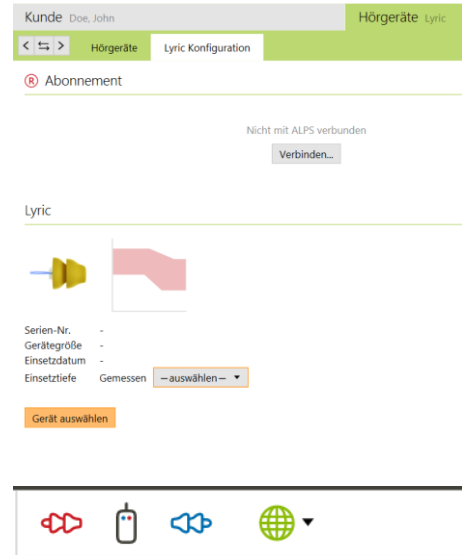 Kunde Doe, John Hörgeräte Lyric
< ⇆ > Hörgeräte Lyric Konfiguration
® Abonnement
Nicht mit ALPS verbunden
Verbinden...
Lyric
Serien-Nr. -
Gerätegröße -
Einsetzdatum -
Einsetztiefe Gemessen —auswählen—
Gerät auswählen